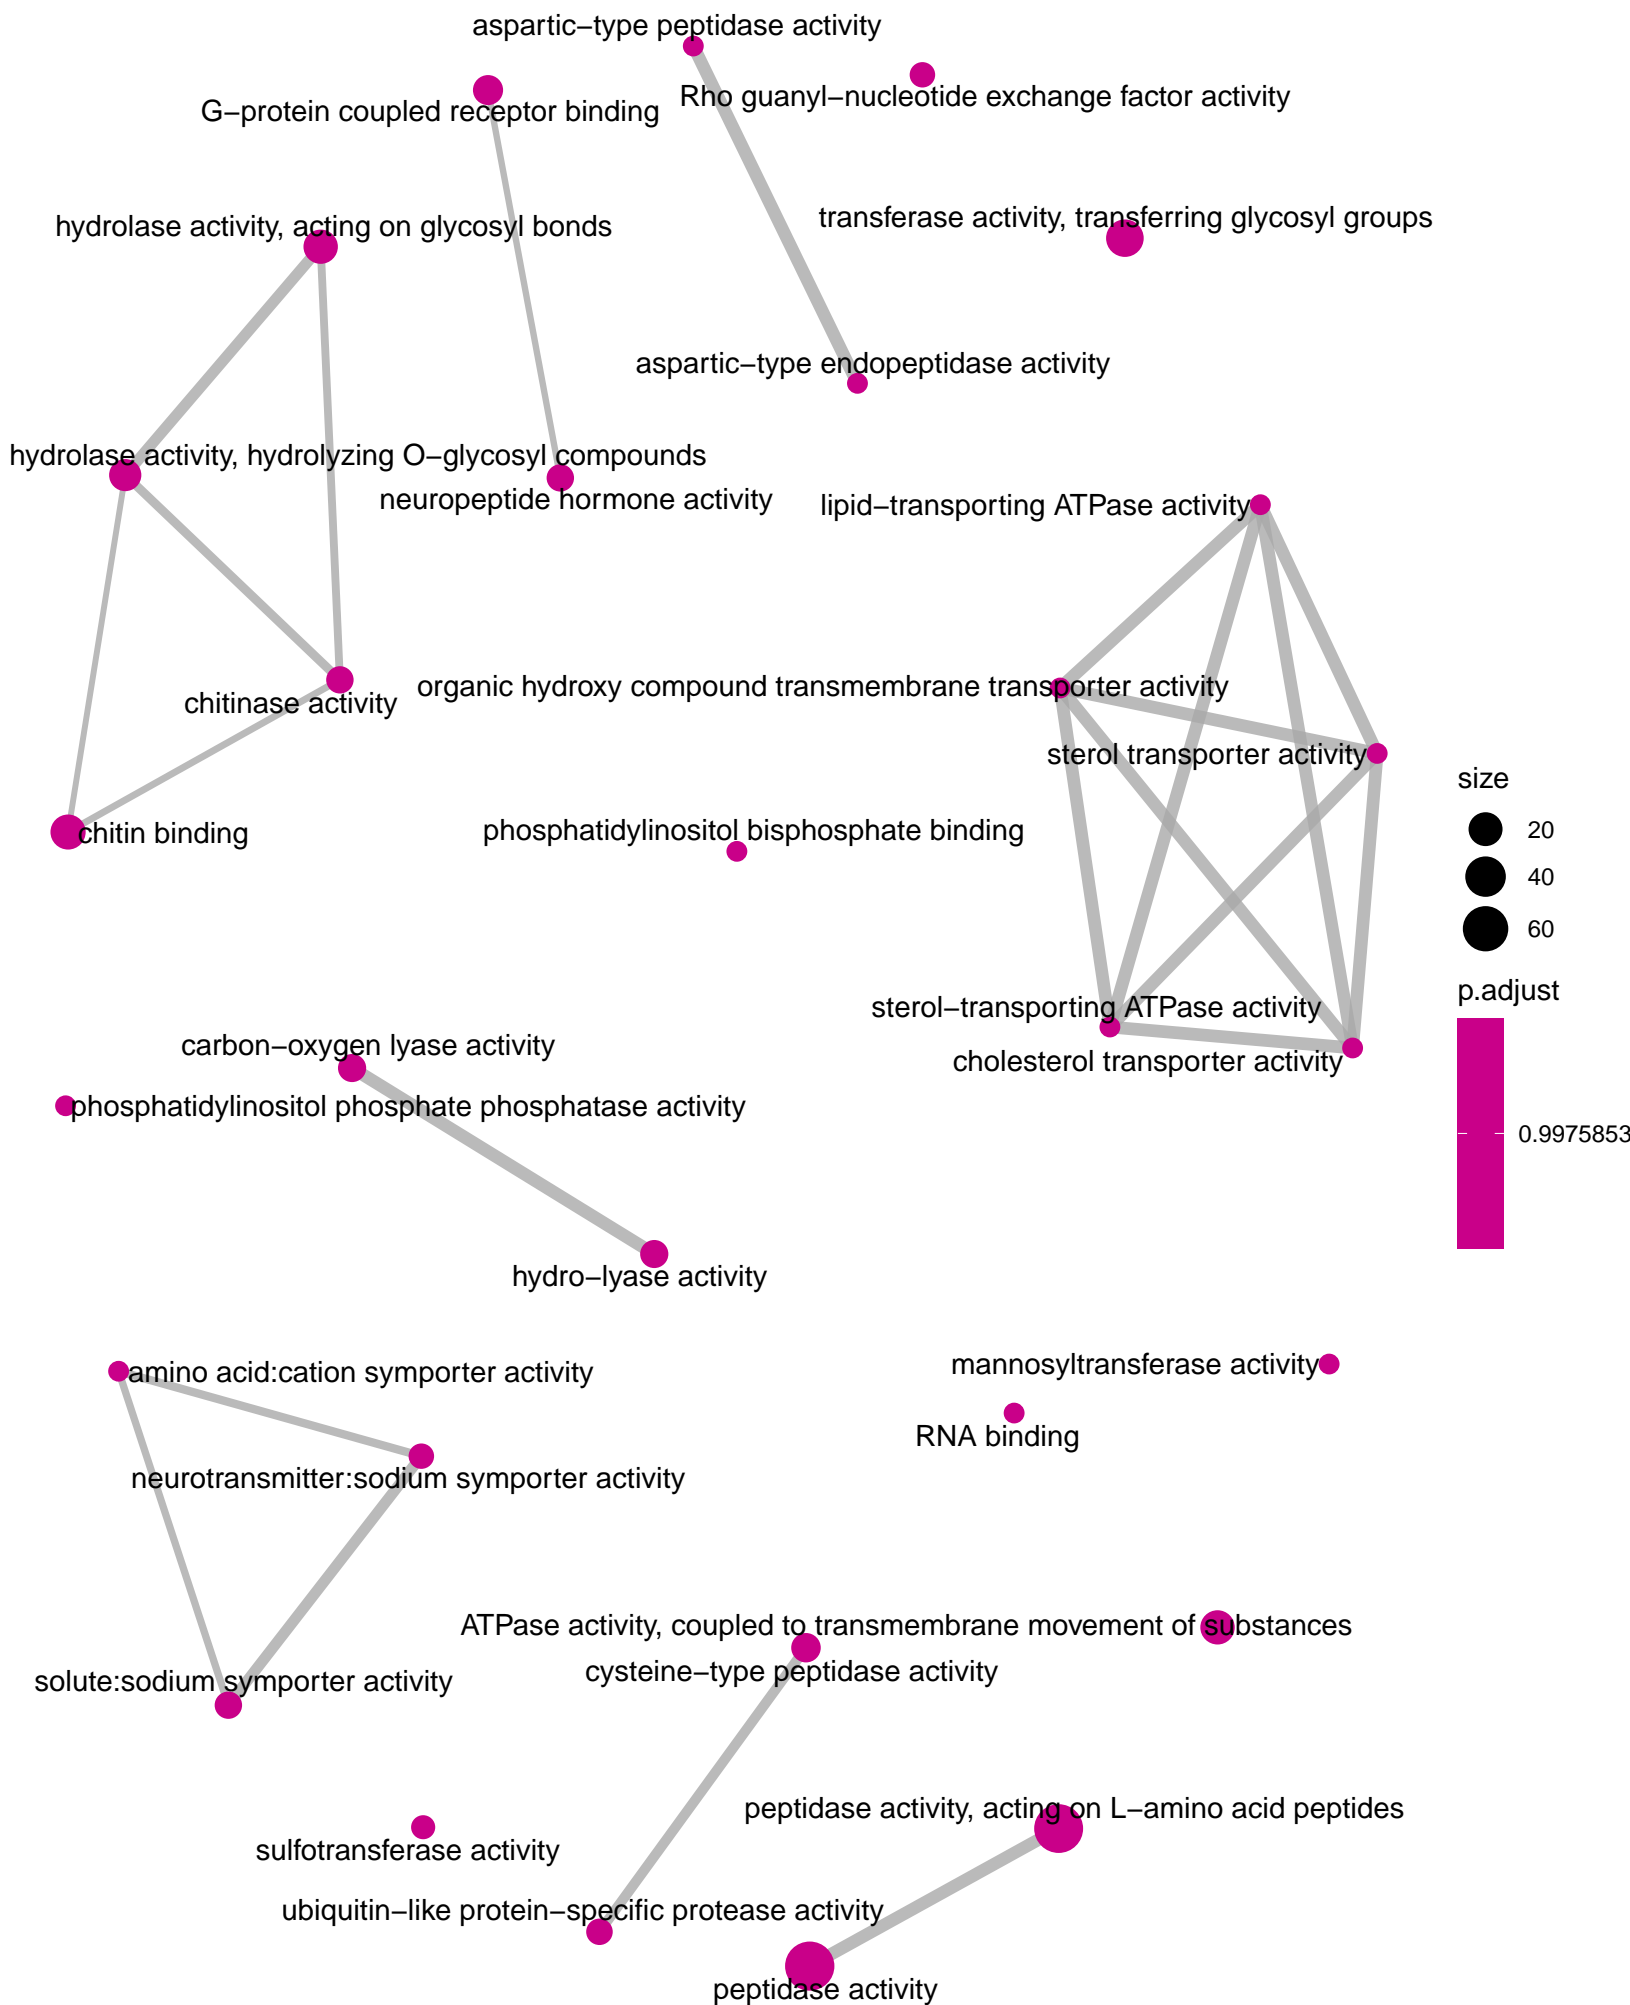 aspartic−type peptidase activity
Rho guanyl−nucleotide exchange factor activity
G−protein coupled receptor binding
transferase activity, transferring glycosyl groups
hydrolase activity, acting on glycosyl bonds
aspartic−type endopeptidase activity
hydrolase activity, hydrolyzing O−glycosyl compounds
neuropeptide hormone activity
lipid−transporting ATPase activity
organic hydroxy compound transmembrane transporter activity
chitinase activity
sterol transporter activity
size
20
40
60
phosphatidylinositol bisphosphate binding
chitin binding
p.adjust
0.9975853
sterol−transporting ATPase activity
carbon−oxygen lyase activity
cholesterol transporter activity
phosphatidylinositol phosphate phosphatase activity
hydro−lyase activity
mannosyltransferase activity
amino acid:cation symporter activity
RNA binding
neurotransmitter:sodium symporter activity
ATPase activity, coupled to transmembrane movement of substances
cysteine−type peptidase activity
solute:sodium symporter activity
peptidase activity, acting on L−amino acid peptides
sulfotransferase activity
ubiquitin−like protein−specific protease activity
peptidase activity